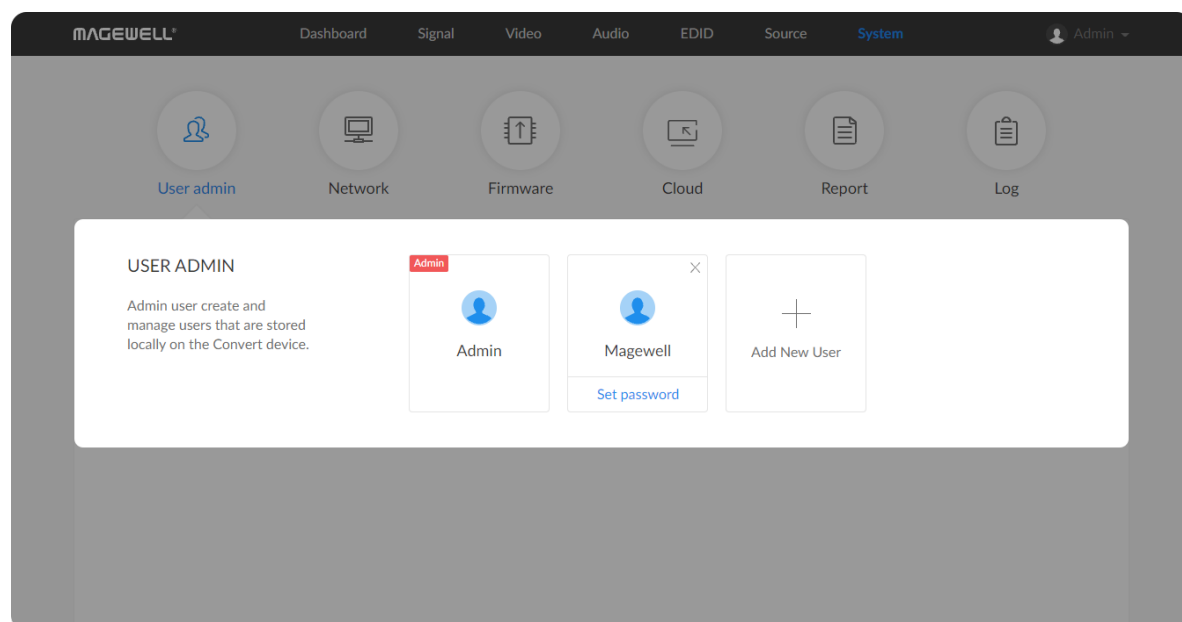 MAGEWELL®
Dashboard Signal Video Audio EDID Source System Admin
User admin Network Firmware Cloud Report Log
USER ADMIN
Admin user create and
manage users that are stored
locally on the Convert device.
Admin
Admin
Magewell
Set password
Add New User